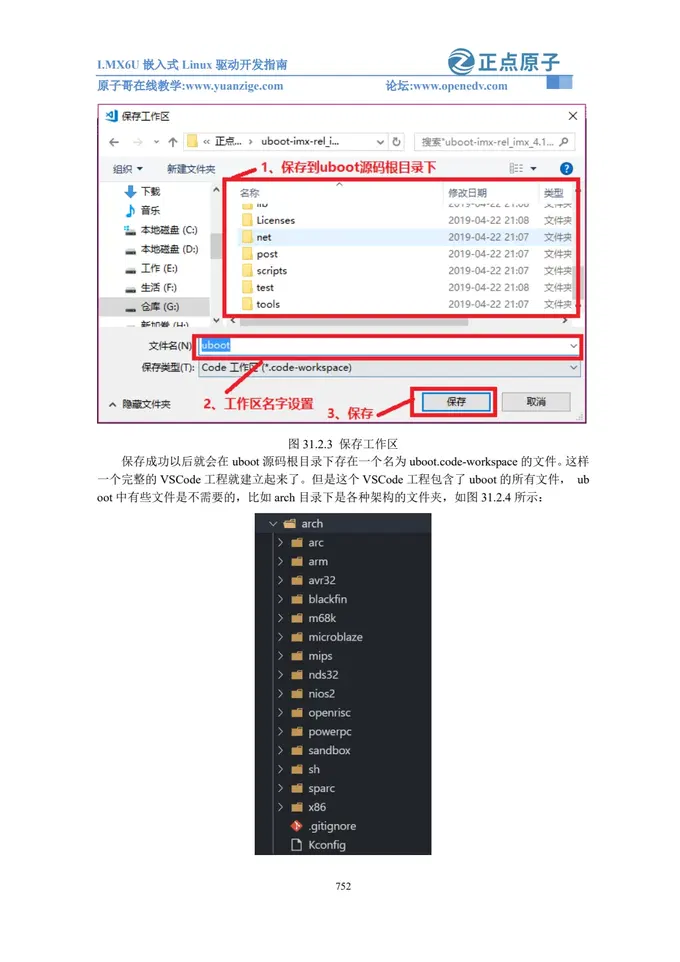 I.MX6U 嵌入式 Linux 驱动开发指南
正点原子
原子哥在线教学:www.yuanzige.com
论坛:www.openedv.com
保存工作区
« 正点... › uboot-imx-rel_i...
搜索"uboot-imx-rel_imx_4.1...
组织
新建文件夹
1、保存到uboot源码根目录下
下载
音乐
本地磁盘 (C:)
本地磁盘 (D:)
工作 (E:)
生活 (F:)
仓库 (G:)
新加卷 (H:)
名称 修改日期 类型
lib 2019-04-22 21:08 文件夹
Licenses 2019-04-22 21:08 文件夹
net 2019-04-22 21:07 文件夹
post 2019-04-22 21:07 文件夹
scripts 2019-04-22 21:07 文件夹
test 2019-04-22 21:08 文件夹
tools 2019-04-22 21:07 文件夹
文件名(N): uboot
保存类型(T): Code 工作区 (*.code-workspace)
2、工作区名字设置
3、保存
隐藏文件夹
保存
取消
图 31.2.3 保存工作区
保存成功以后就会在 uboot 源码根目录下存在一个名为 uboot.code-workspace 的文件。这样
一个完整的 VSCode 工程就建立起来了。但是这个 VSCode 工程包含了 uboot 的所有文件， ub
oot 中有些文件是不需要的，比如 arch 目录下是各种架构的文件夹，如图 31.2.4 所示：
arch
arc
arm
avr32
blackfin
m68k
microblaze
mips
nds32
nios2
openrisc
powerpc
sandbox
sh
sparc
x86
.gitignore
Kconfig
752